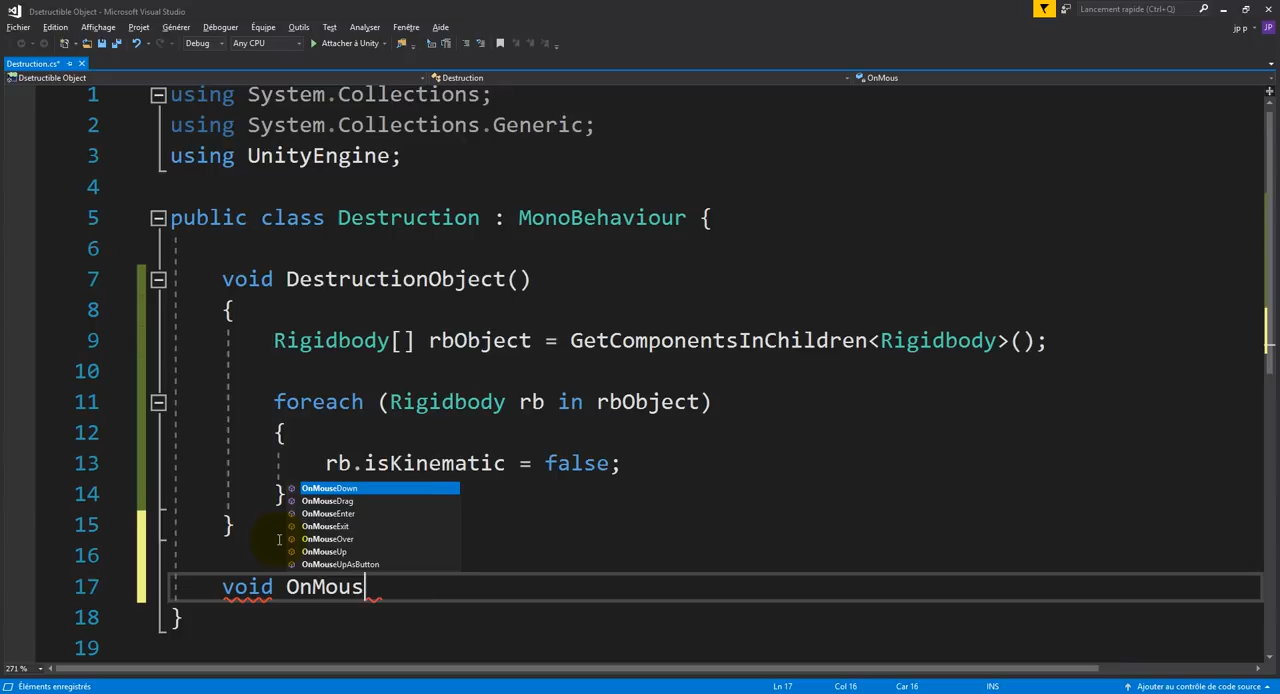 Destructible Object - Microsoft Visual Studio
Lancement rapide (Ctrl+Q)
Fichier Edition Affichage Projet Générer Déboguer Équipe Outils Test Analyser Fenêtre Aide
jp p JP
Debug Any CPU Attacher à Unity
Destruction.cs*
Destructible Object Destruction OnMous
1 using System.Collections;
2 using System.Collections.Generic;
3 using UnityEngine;
4
5 public class Destruction : MonoBehaviour {
6
7 void DestructionObject()
8 {
9 Rigidbody[] rbObject = GetComponentsInChildren<Rigidbody>();
10
11 foreach (Rigidbody rb in rbObject)
12 {
13 rb.isKinematic = false;
14 }
OnMouseDown
OnMouseDrag
OnMouseEnter
OnMouseExit
OnMouseOver
OnMouseUp
OnMouseUpAsButton
15 }
16
17 void OnMous
18 }
19
271 %
Éléments enregistrés Ln 17 Col 16 Car 16 INS Ajouter au contrôle de code source